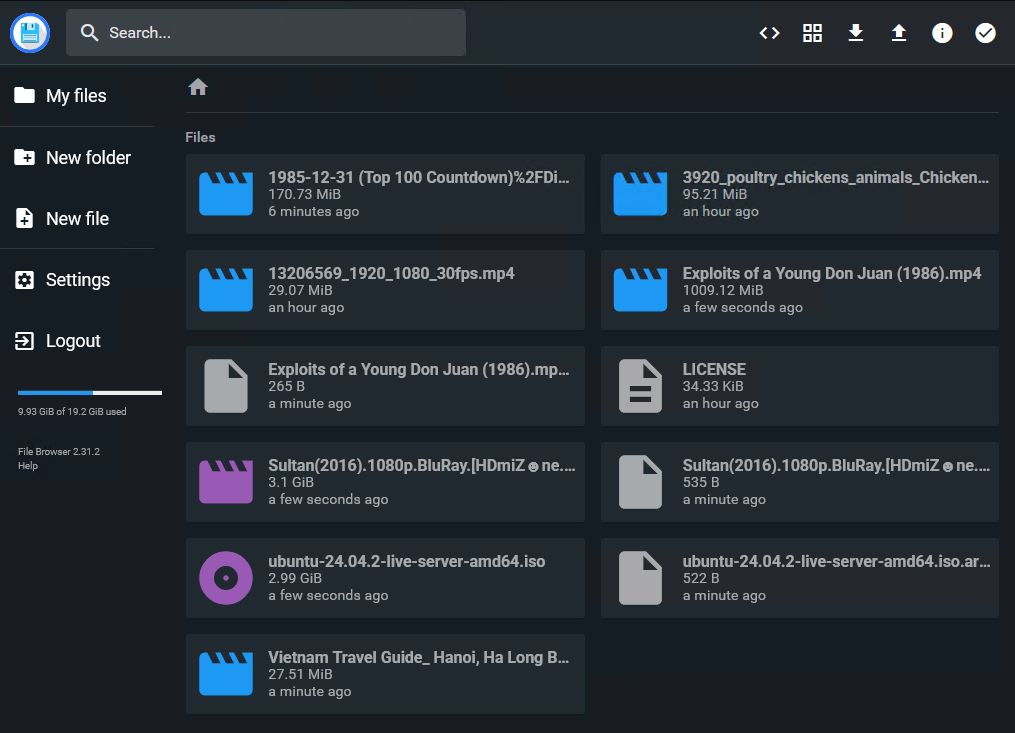 Search...
My files
New folder
New file
Settings
Logout
9.93 GiB of 19.2 GiB used
File Browser 2.31.2
Help
Files
1985-12-31 (Top 100 Countdown)%2FDi...
170.73 MiB
6 minutes ago
3920_poultry_chickens_animals_Chicken...
95.21 MiB
an hour ago
13206569_1920_1080_30fps.mp4
29.07 MiB
an hour ago
Exploits of a Young Don Juan (1986).mp4
1009.12 MiB
a few seconds ago
Exploits of a Young Don Juan (1986).mp...
265 B
a minute ago
LICENSE
34.33 KiB
an hour ago
Sultan(2016).1080p.BluRay.[HDmiZ☻ne....
3.1 GiB
a few seconds ago
Sultan(2016).1080p.BluRay.[HDmiZ☻ne....
535 B
a minute ago
ubuntu-24.04.2-live-server-amd64.iso
2.99 GiB
a few seconds ago
ubuntu-24.04.2-live-server-amd64.iso.ar...
522 B
a minute ago
Vietnam Travel Guide_ Hanoi, Ha Long B...
27.51 MiB
a minute ago